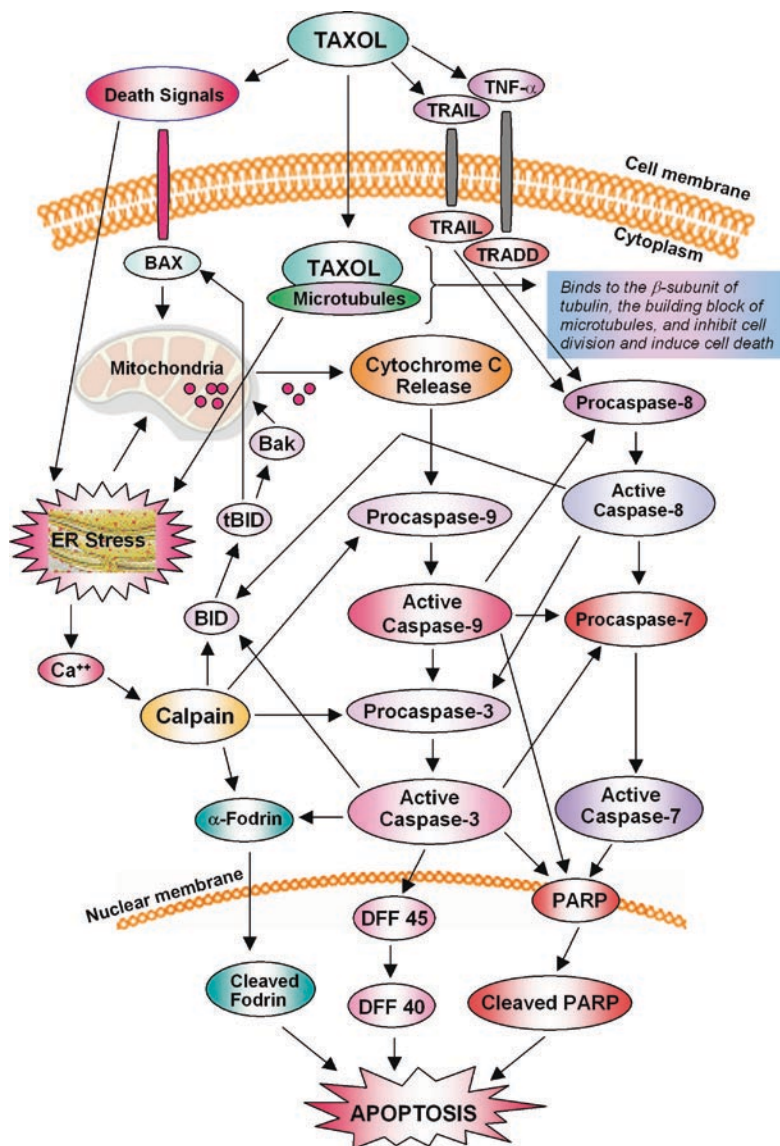 TAXOL
Death Signals
TRAIL
TNF-α
Cell membrane
Cytoplasm
TRAIL
TRADD
BAX
TAXOL
Microtubules
Binds to the β-subunit of
tubulin, the building block of
microtubules, and inhibit cell
division and induce cell death
Mitochondria
Cytochrome C
Release
Procaspase-8
Bak
Active
Caspase-8
tBID
Procaspase-9
ER Stress
BID
Active
Caspase-9
Procaspase-7
Ca++
Calpain
Procaspase-3
α-Fodrin
Active
Caspase-3
Active
Caspase-7
Nuclear membrane
PARP
DFF 45
Cleaved
Fodrin
DFF 40
Cleaved PARP
APOPTOSIS